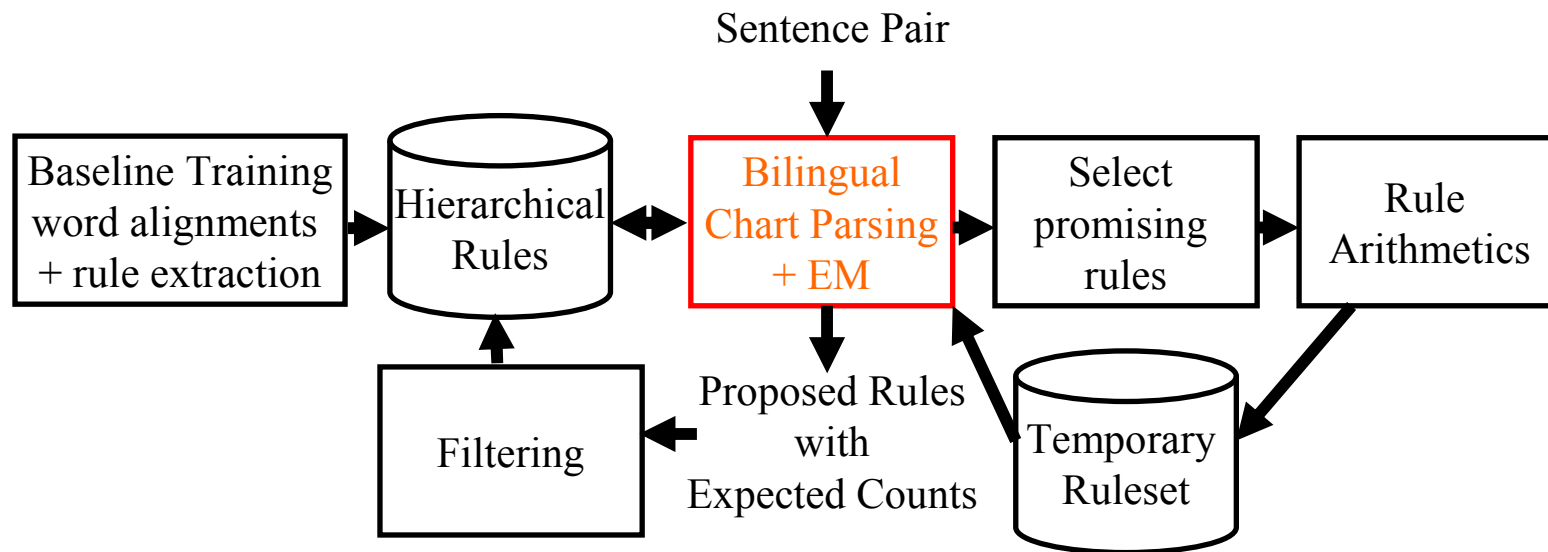 Sentence Pair
Baseline Training
word alignments
+ rule extraction
Hierarchical
Rules
Bilingual
Chart Parsing
+ EM
Select
promising
rules
Rule
Arithmetics
Filtering
Proposed Rules
with
Expected Counts
Temporary
Ruleset